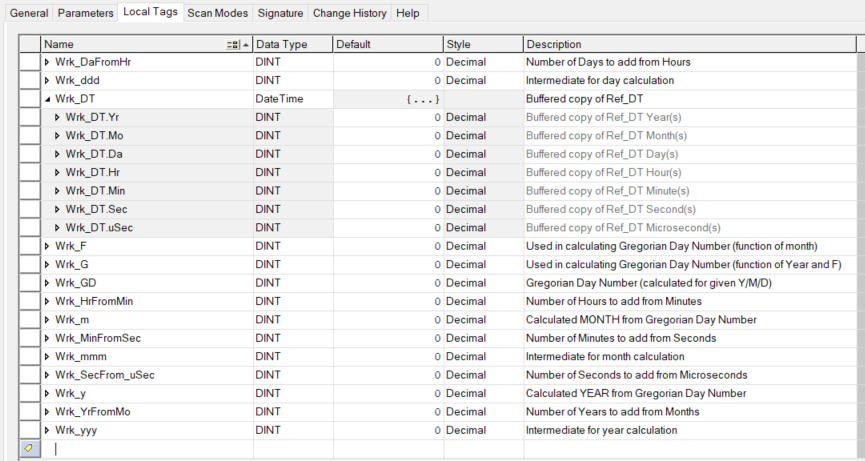 General Parameters Local Tags Scan Modes Signature Change History Help
Name Data Type Default Style Description
Wrk_DaFromHr DINT 0 Decimal Number of Days to add from Hours
Wrk_ddd DINT 0 Decimal Intermediate for day calculation
Wrk_DT DateTime {...} Buffered copy of Ref_DT
Wrk_DT.Yr DINT 0 Decimal Buffered copy of Ref_DT Year(s)
Wrk_DT.Mo DINT 0 Decimal Buffered copy of Ref_DT Month(s)
Wrk_DT.Da DINT 0 Decimal Buffered copy of Ref_DT Day(s)
Wrk_DT.Hr DINT 0 Decimal Buffered copy of Ref_DT Hour(s)
Wrk_DT.Min DINT 0 Decimal Buffered copy of Ref_DT Minute(s)
Wrk_DT.Sec DINT 0 Decimal Buffered copy of Ref_DT Second(s)
Wrk_DT.uSec DINT 0 Decimal Buffered copy of Ref_DT Microsecond(s)
Wrk_F DINT 0 Decimal Used in calculating Gregorian Day Number (function of month)
Wrk_G DINT 0 Decimal Used in calculating Gregorian Day Number (function of Year and F)
Wrk_GD DINT 0 Decimal Gregorian Day Number (calculated for given Y/M/D)
Wrk_HrFromMin DINT 0 Decimal Number of Hours to add from Minutes
Wrk_m DINT 0 Decimal Calculated MONTH from Gregorian Day Number
Wrk_MinFromSec DINT 0 Decimal Number of Minutes to add from Seconds
Wrk_mmm DINT 0 Decimal Intermediate for month calculation
Wrk_SecFrom_uSec DINT 0 Decimal Number of Seconds to add from Microseconds
Wrk_y DINT 0 Decimal Calculated YEAR from Gregorian Day Number
Wrk_YrFromMo DINT 0 Decimal Number of Years to add from Months
Wrk_yyy DINT 0 Decimal Intermediate for year calculation